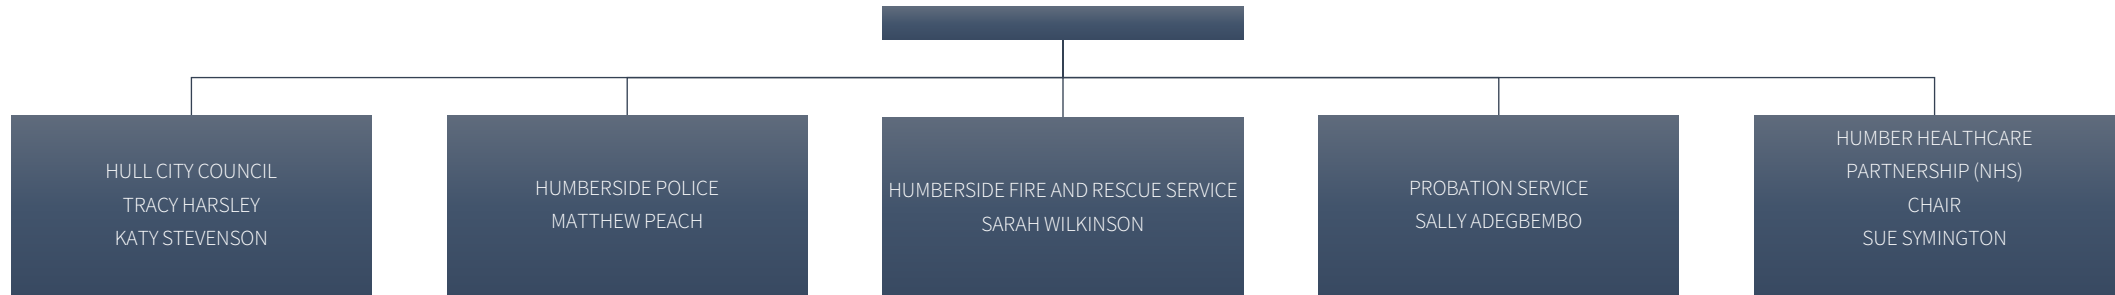 HULL CITY COUNCIL
TRACY HARSLEY
KATY STEVENSON
HUMBERSIDE POLICE
MATTHEW PEACH
HUMBERSIDE FIRE AND RESCUE SERVICE
SARAH WILKINSON
PROBATION SERVICE
SALLY ADEGBEMBO
HUMBER HEALTHCARE
PARTNERSHIP (NHS)
CHAIR
SUE SYMINGTON